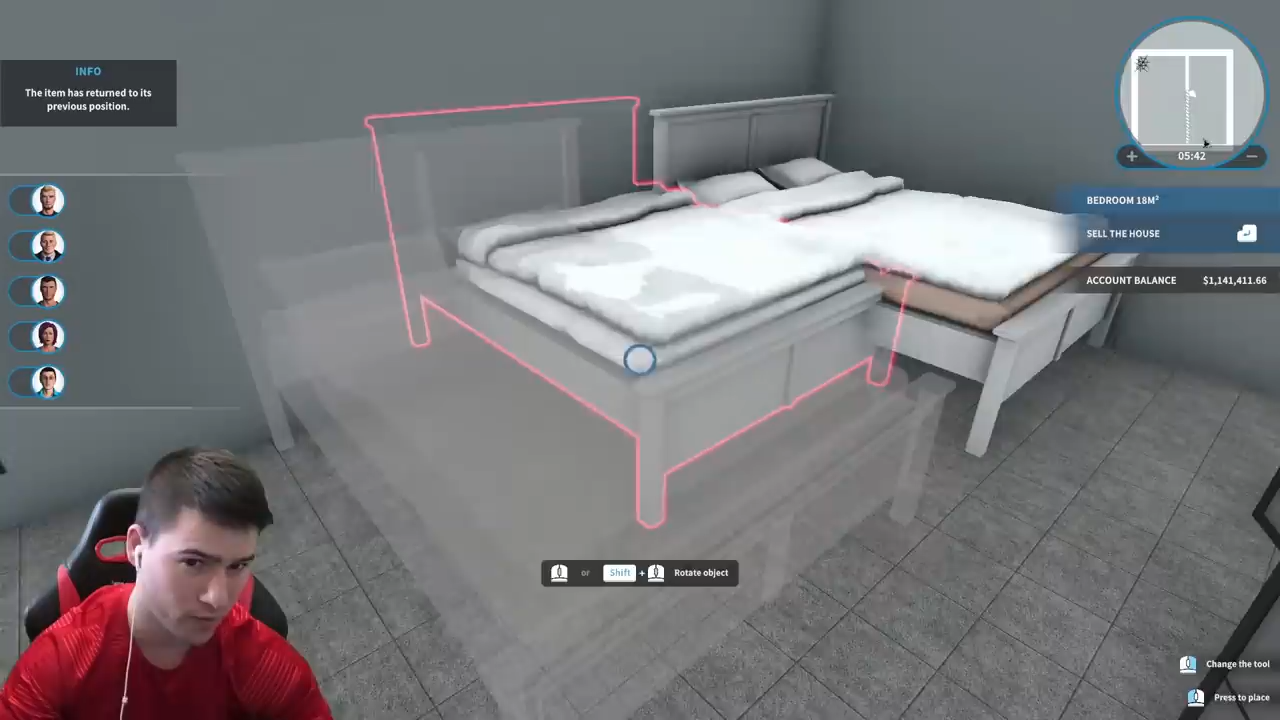 INFO
The item has returned to its
previous position.
+ 05:42 −
BEDROOM 18M²
SELL THE HOUSE
ACCOUNT BALANCE $1,141,411.66
or Shift + Rotate object
Change the tool
Press to place